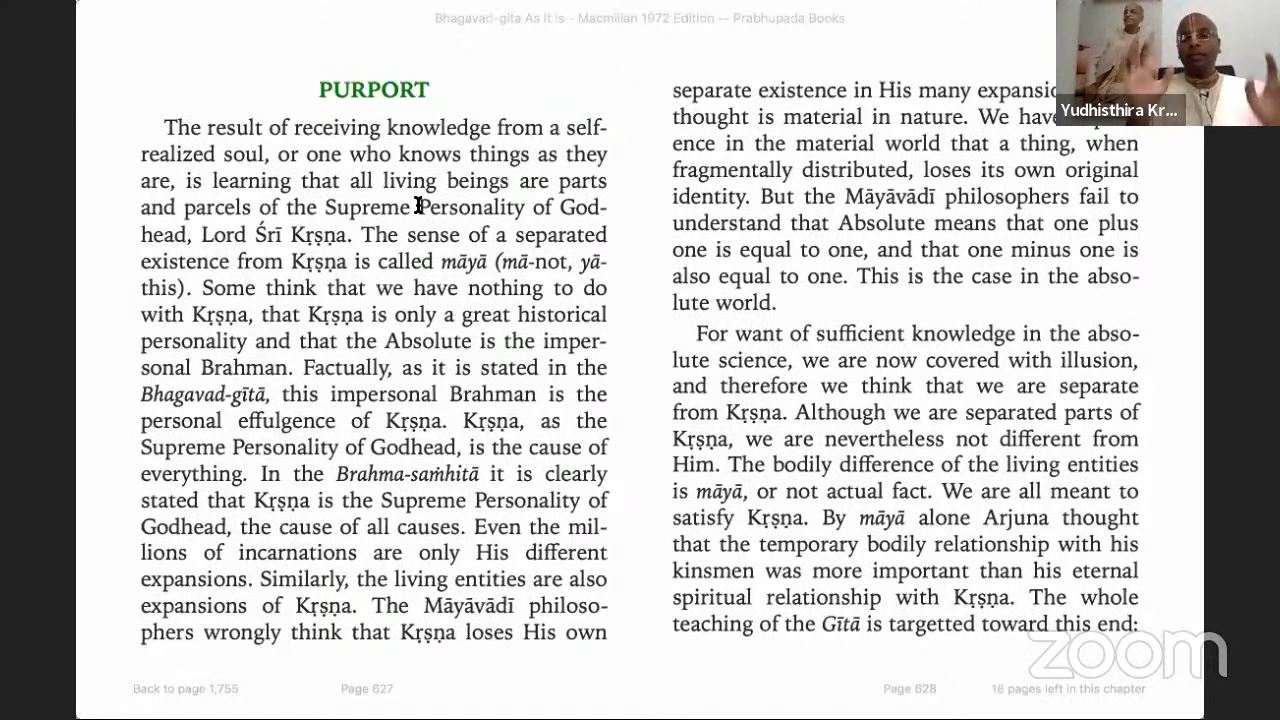 Bhagavad-gita As It Is - Macmillan 1972 Edition -- Prabhupada Books
PURPORT
The result of receiving knowledge from a self-
realized soul, or one who knows things as they
are, is learning that all living beings are parts
and parcels of the Supreme Personality of God-
head, Lord Śrī Kṛṣṇa. The sense of a separated
existence from Kṛṣṇa is called māyā (mā-not, yā-
this). Some think that we have nothing to do
with Kṛṣṇa, that Kṛṣṇa is only a great historical
personality and that the Absolute is the imper-
sonal Brahman. Factually, as it is stated in the
Bhagavad-gītā, this impersonal Brahman is the
personal effulgence of Kṛṣṇa. Kṛṣṇa, as the
Supreme Personality of Godhead, is the cause of
everything. In the Brahma-saṁhitā it is clearly
stated that Kṛṣṇa is the Supreme Personality of
Godhead, the cause of all causes. Even the mil-
lions of incarnations are only His different
expansions. Similarly, the living entities are also
expansions of Kṛṣṇa. The Māyāvādī philoso-
phers wrongly think that Kṛṣṇa loses His own
separate existence in His many
thought is material in nature. We
ence in the material world that a thing, when
fragmentally distributed, loses its own original
identity. But the Māyāvādī philosophers fail to
understand that Absolute means that one plus
one is equal to one, and that one minus one is
also equal to one. This is the case in the abso-
lute world.
For want of sufficient knowledge in the abso-
lute science, we are now covered with illusion,
and therefore we think that we are separate
from Kṛṣṇa. Although we are separated parts of
Kṛṣṇa, we are nevertheless not different from
Him. The bodily difference of the living entities
is māyā, or not actual fact. We are all meant to
satisfy Kṛṣṇa. By māyā alone Arjuna thought
that the temporary bodily relationship with his
kinsmen was more important than his eternal
spiritual relationship with Kṛṣṇa. The whole
teaching of the Gītā is targetted toward this end:
Yudhisthira Kr...
Back to page 1,755
Page 627
Page 628
18 pages left in this chapter
zoom